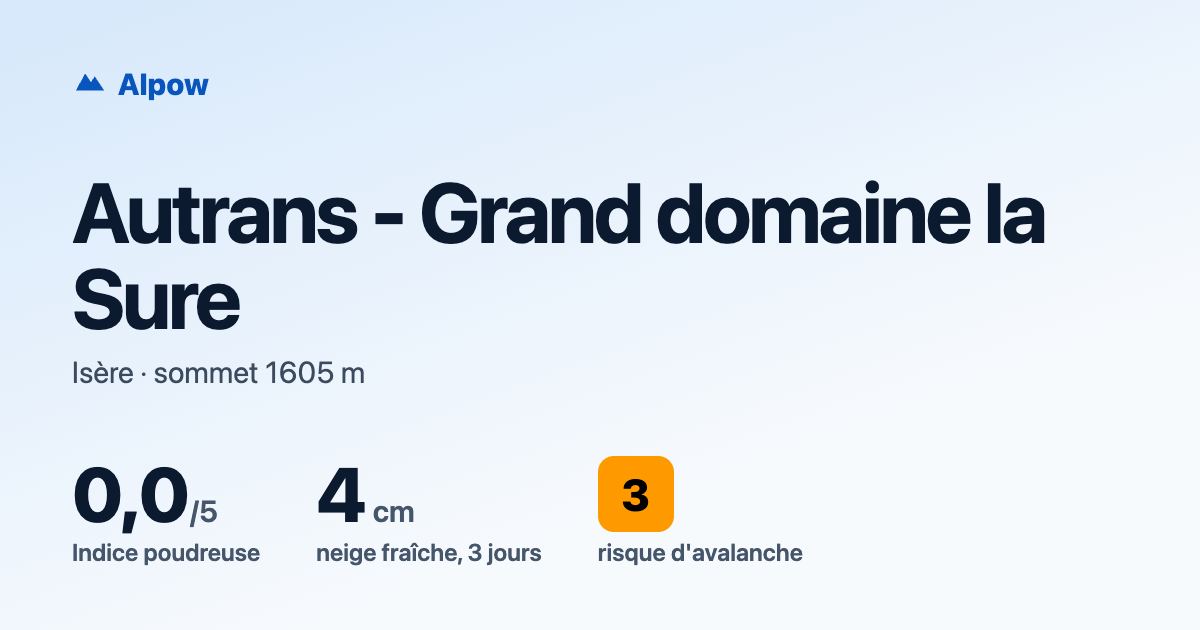 Alpow
Autrans - Grand domaine la
Sure
Isère · sommet 1605 m
0,0/5
Indice poudreuse
4 cm
neige fraîche, 3 jours
3
risque d'avalanche